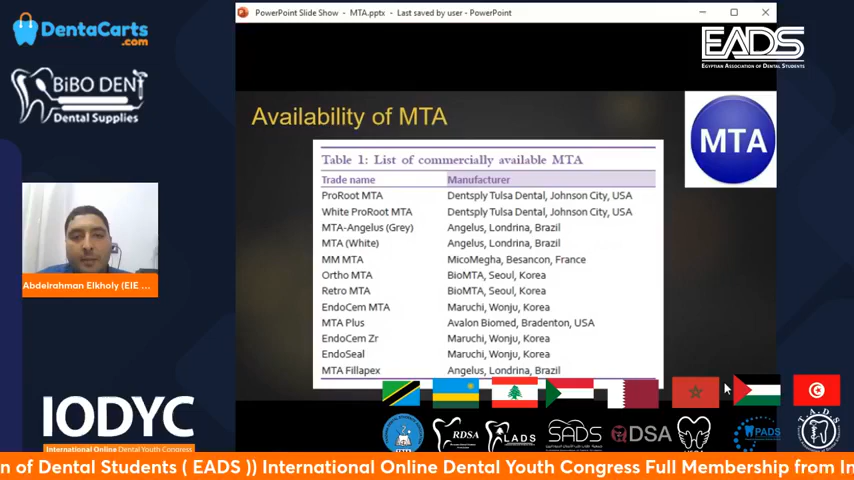 DentaCarts
.com
BiBO DENT
Dental Supplies
Abdelrahman Elkholy (EIE ...
IODYC
International Online Dental Youth Congress
PowerPoint Slide Show - MTA.pptx - Last saved by user - PowerPoint
EADS
EGYPTIAN ASSOCIATION OF DENTAL STUDENTS
Availability of MTA
MTA
Table 1: List of commercially available MTA
Trade name Manufacturer
ProRoot MTA Dentsply Tulsa Dental, Johnson City, USA
White ProRoot MTA Dentsply Tulsa Dental, Johnson City, USA
MTA-Angelus (Grey) Angelus, Londrina, Brazil
MTA (White) Angelus, Londrina, Brazil
MM MTA MicoMegha, Besancon, France
Ortho MTA BioMTA, Seoul, Korea
Retro MTA BioMTA, Seoul, Korea
EndoCem MTA Maruchi, Wonju, Korea
MTA Plus Avalon Biomed, Bradenton, USA
EndoCem Zr Maruchi, Wonju, Korea
EndoSeal Maruchi, Wonju, Korea
MTA Fillapex Angelus, Londrina, Brazil
RDSA
LADS
SADS
QDSA
PADS
TADS
n of Dental Students ( EADS )) International Online Dental Youth Congress Full Membership from In